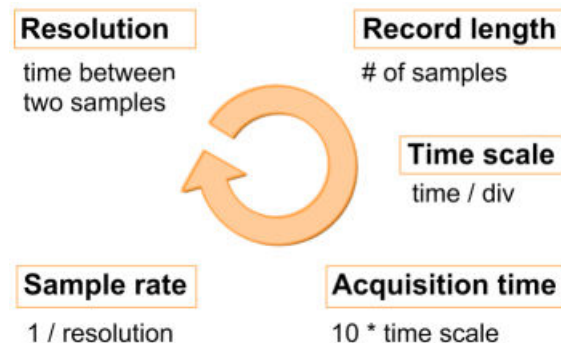 Resolution
time between
two samples
Record length
# of samples
Time scale
time / div
Sample rate
1 / resolution
Acquisition time
10 * time scale